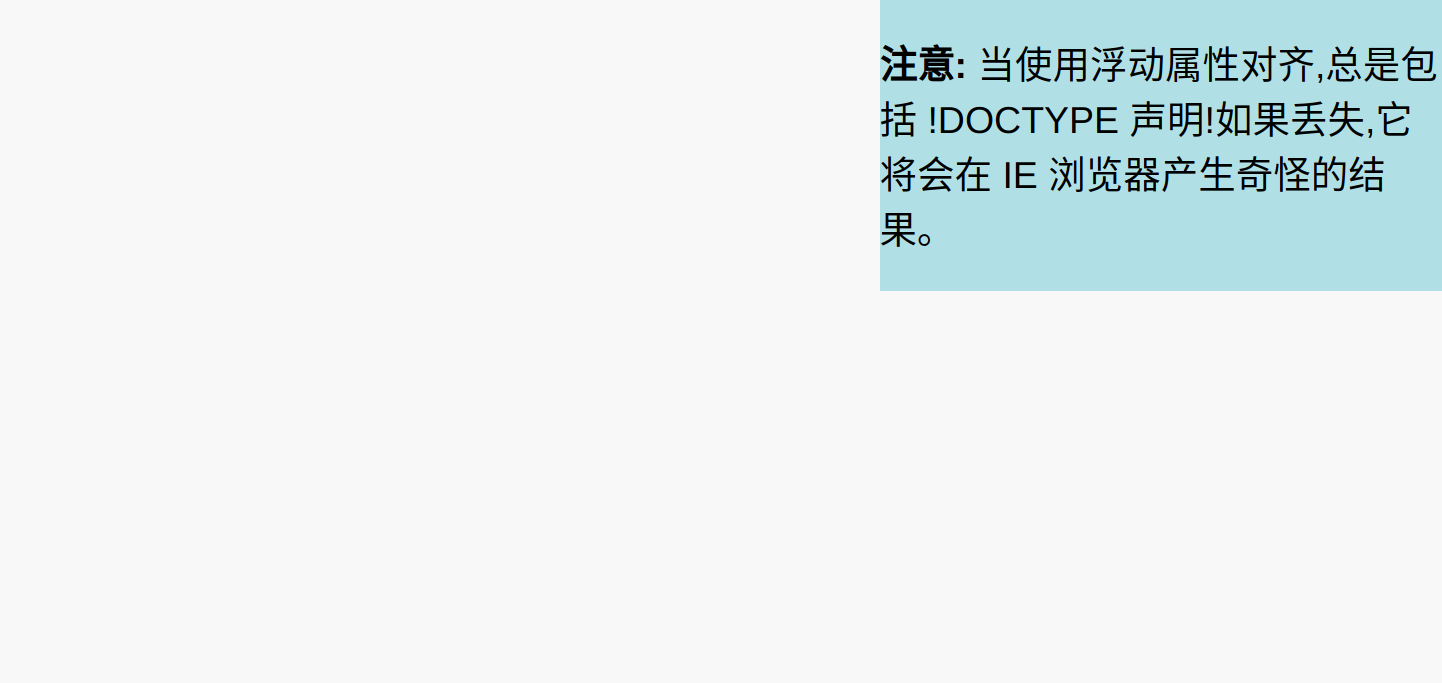 注意: 当使用浮动属性对齐,总是包
括 !DOCTYPE 声明!如果丢失,它
将会在 IE 浏览器产生奇怪的结
果。